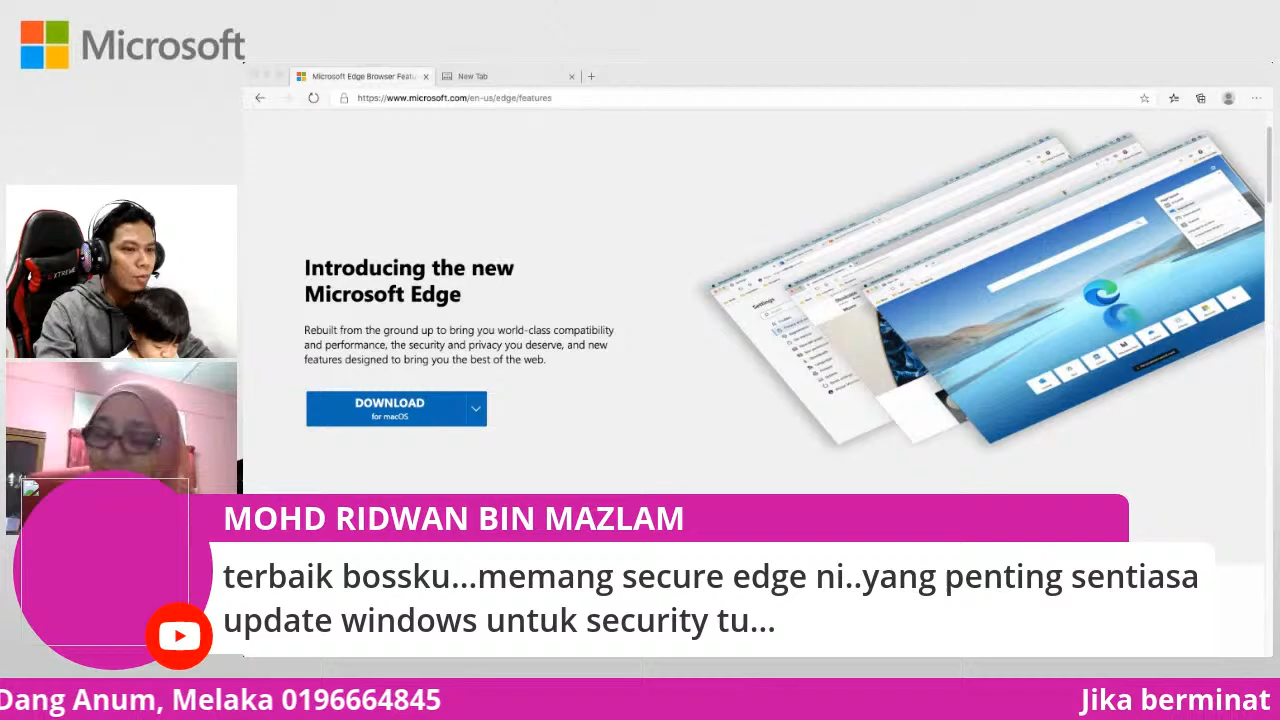 Microsoft
Microsoft Edge Browser Featu
New Tab
https://www.microsoft.com/en-us/edge/features
Introducing the new
Microsoft Edge
Rebuilt from the ground up to bring you world-class compatibility
and performance, the security and privacy you deserve, and new
features designed to bring you the best of the web.
DOWNLOAD
for macOS
Settings
MOHD RIDWAN BIN MAZLAM
terbaik bossku...memang secure edge ni..yang penting sentiasa
update windows untuk security tu...
Dang Anum, Melaka 0196664845
Jika berminat